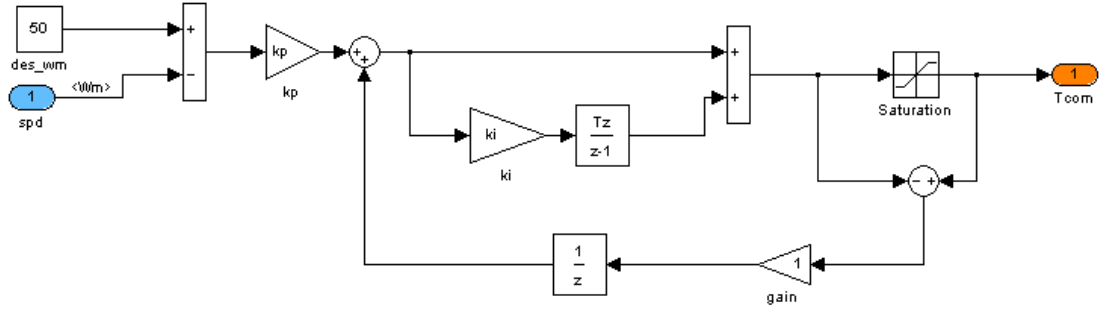 50
des_wm
1
spd
<Wm>
+
−
kp
kp
+
+
ki
ki
Tz
z-1
+
+
Saturation
1
Tcom
− +
1
gain
1
z